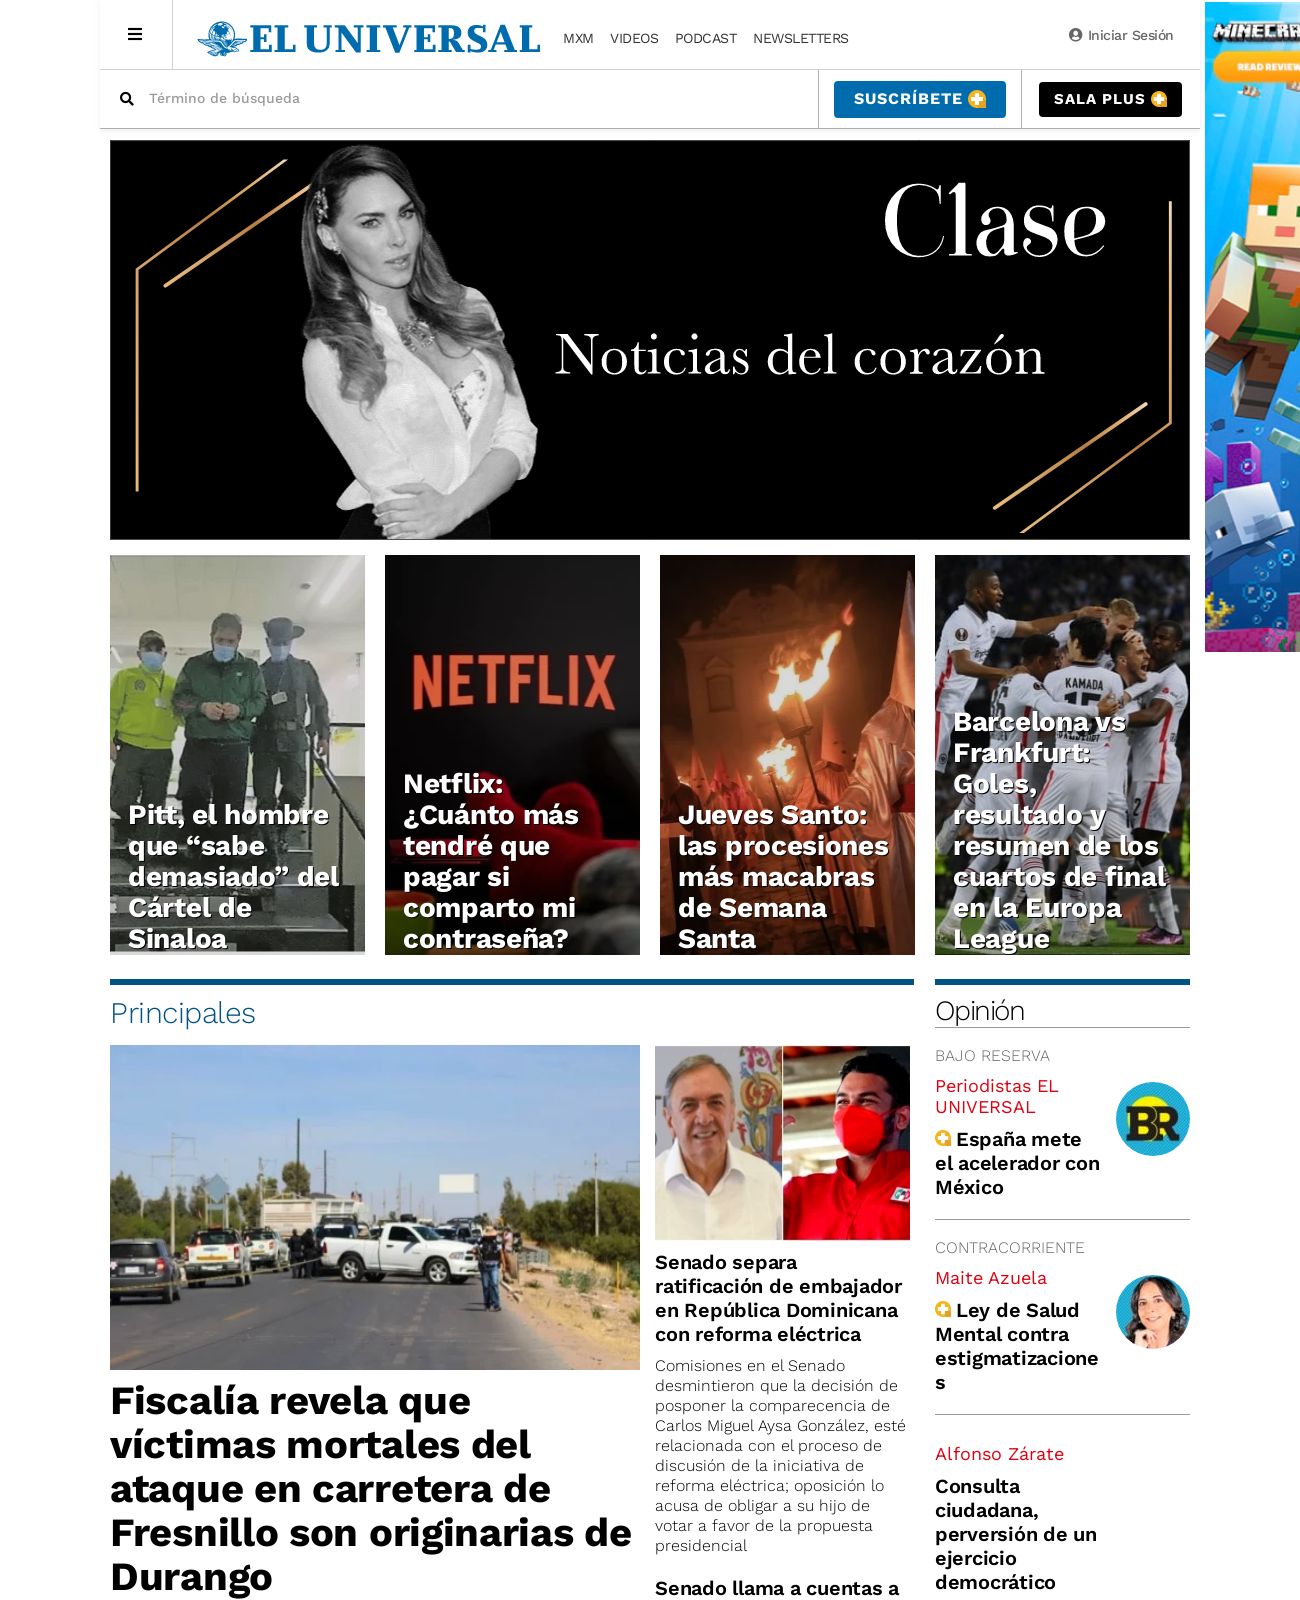 EL UNIVERSAL
MXM VIDEOS PODCAST NEWSLETTERS
Iniciar Sesión
Término de búsqueda
SUSCRÍBETE
SALA PLUS
Clase
Noticias del corazón
Pitt, el hombre
que “sabe
demasiado” del
Cártel de
Sinaloa
NETFLIX
Netflix:
¿Cuánto más
tendré que
pagar si
comparto mi
contraseña?
Jueves Santo:
las procesiones
más macabras
de Semana
Santa
KAMADA
Barcelona vs
Frankfurt:
Goles,
resultado y
resumen de los
cuartos de final
en la Europa
League
READ REVIEW
Principales
Fiscalía revela que
víctimas mortales del
ataque en carretera de
Fresnillo son originarias de
Durango
Senado separa
ratificación de embajador
en República Dominicana
con reforma eléctrica
Comisiones en el Senado
desmintieron que la decisión de
posponer la comparecencia de
Carlos Miguel Aysa González, esté
relacionada con el proceso de
discusión de la iniciativa de
reforma eléctrica; oposición lo
acusa de obligar a su hijo de
votar a favor de la propuesta
presidencial
Senado llama a cuentas a
Opinión
BAJO RESERVA
Periodistas EL
UNIVERSAL
BR
España mete
el acelerador con
México
CONTRACORRIENTE
Maite Azuela
Ley de Salud
Mental contra
estigmatizacione
s
Alfonso Zárate
Consulta
ciudadana,
perversión de un
ejercicio
democrático